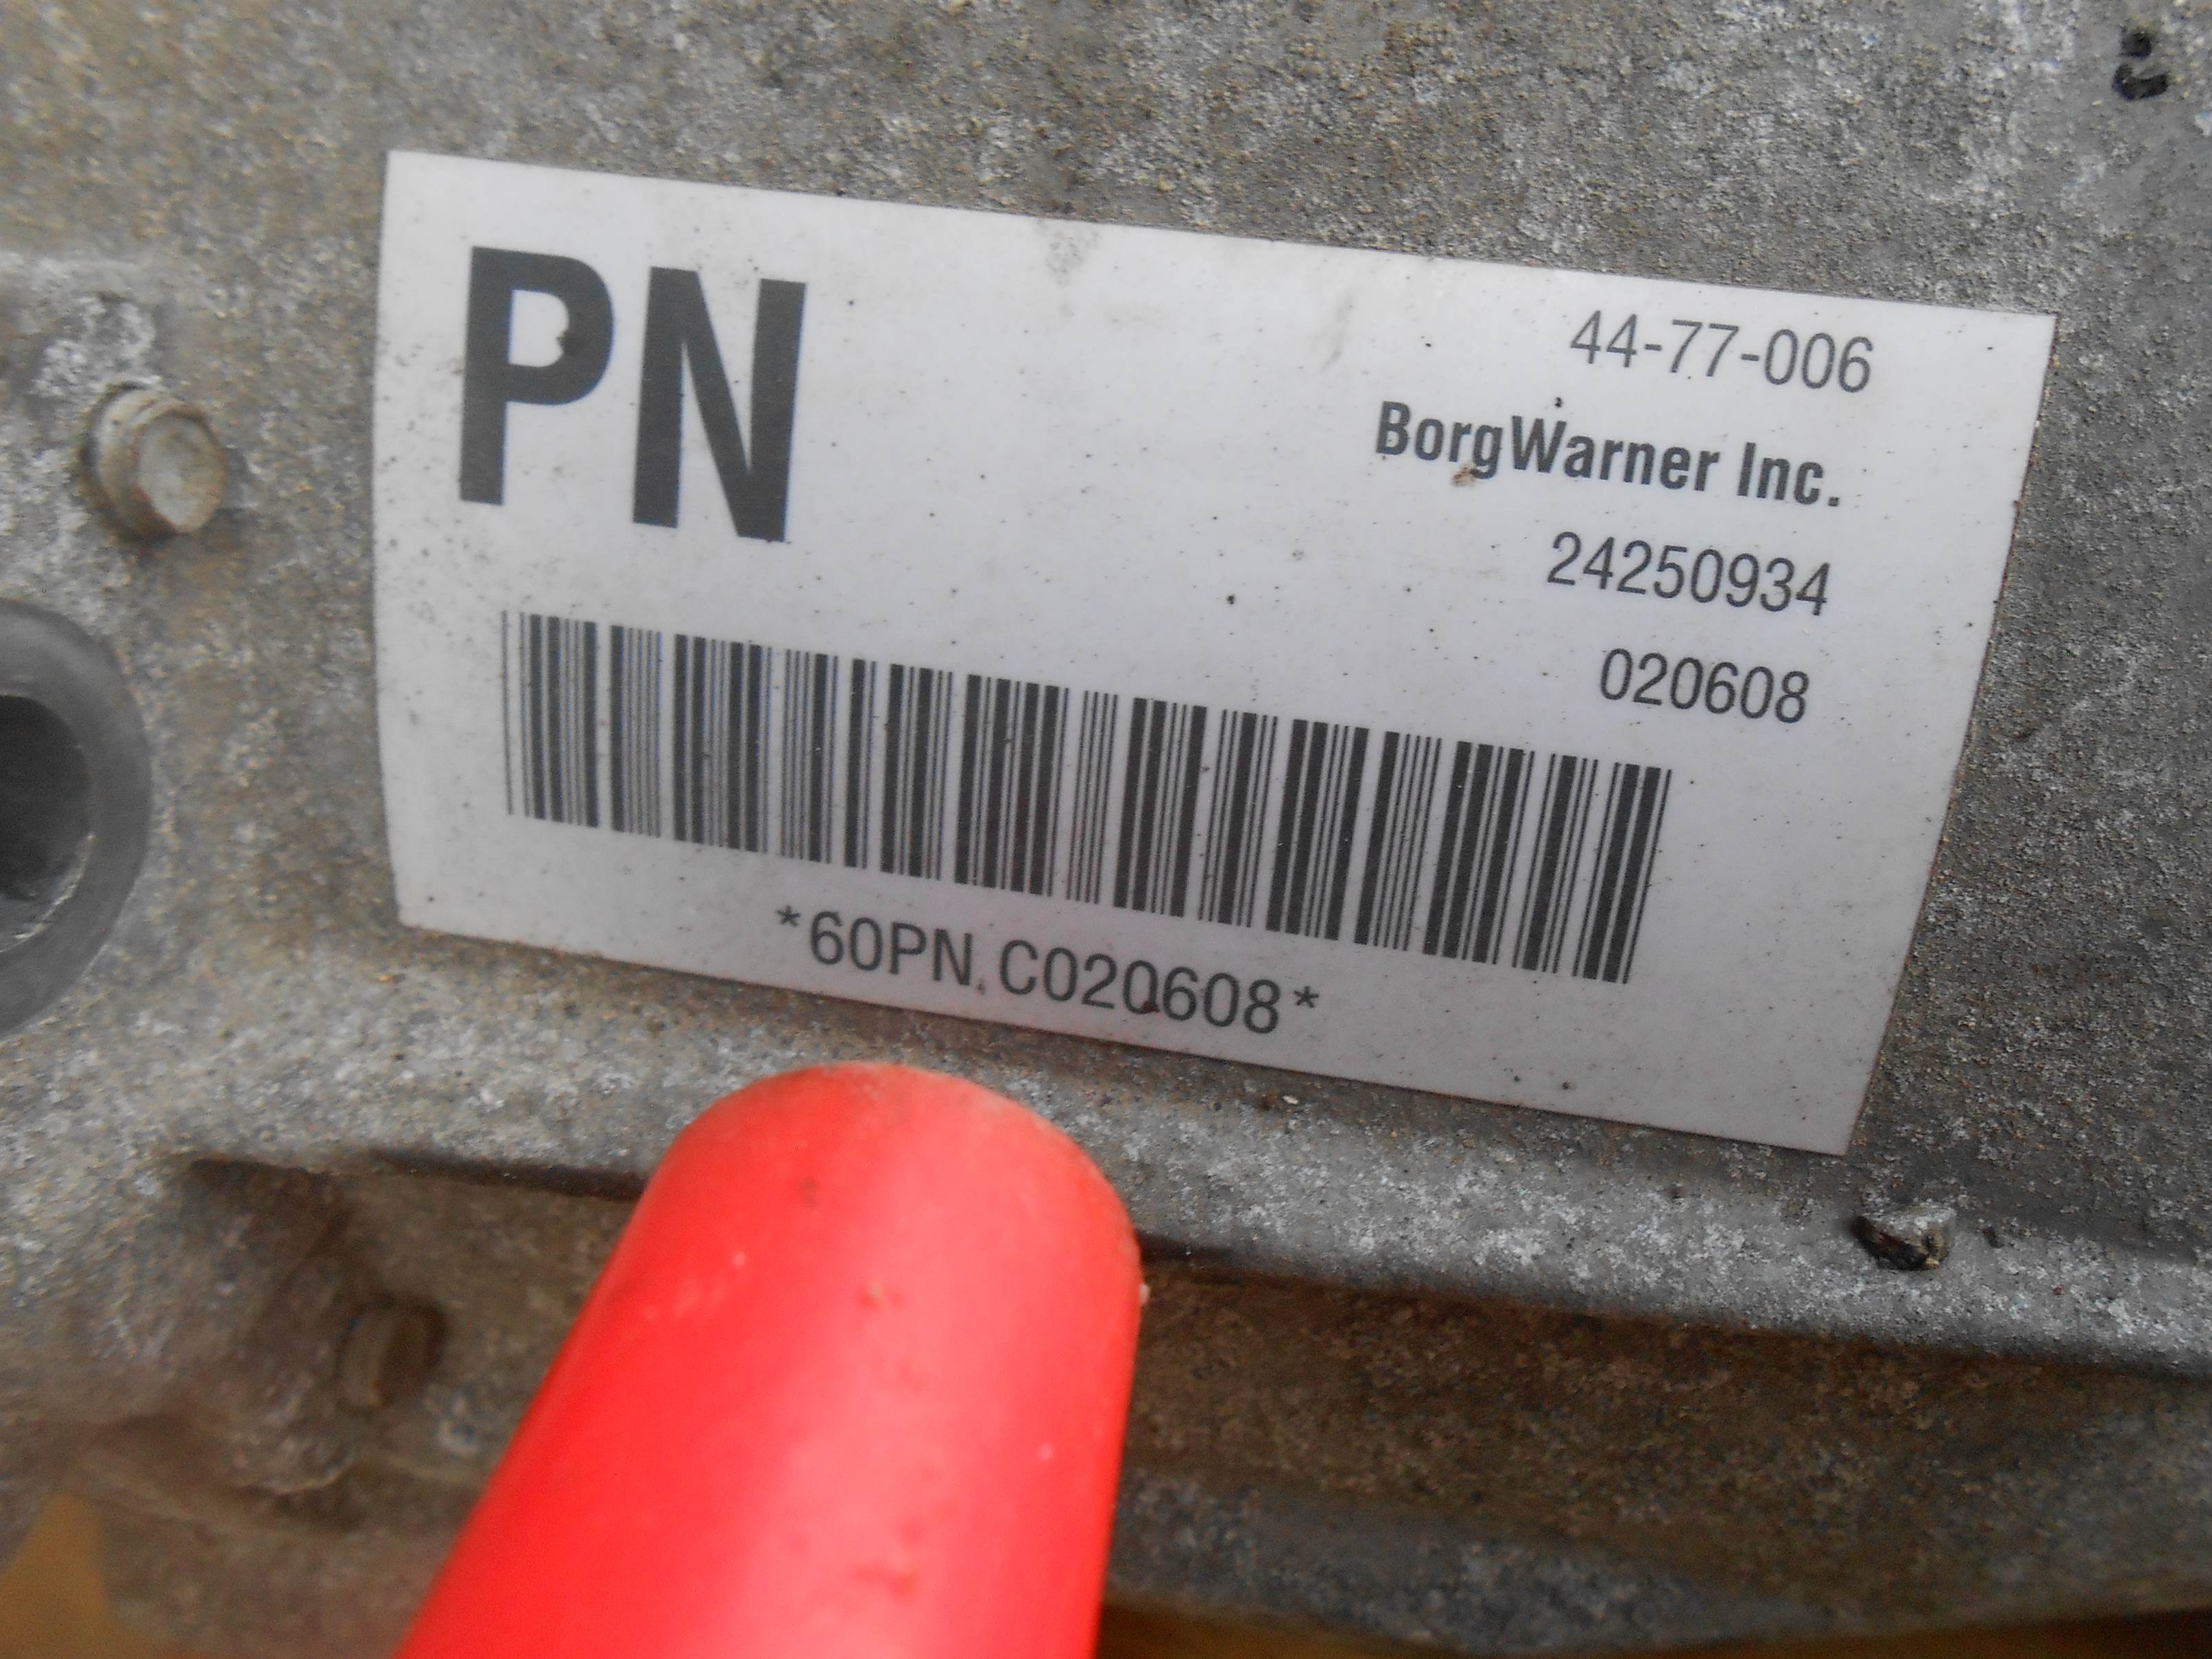 PN
44-77-006
BorgWarner Inc.
24250934
020608
*60PN C020608*